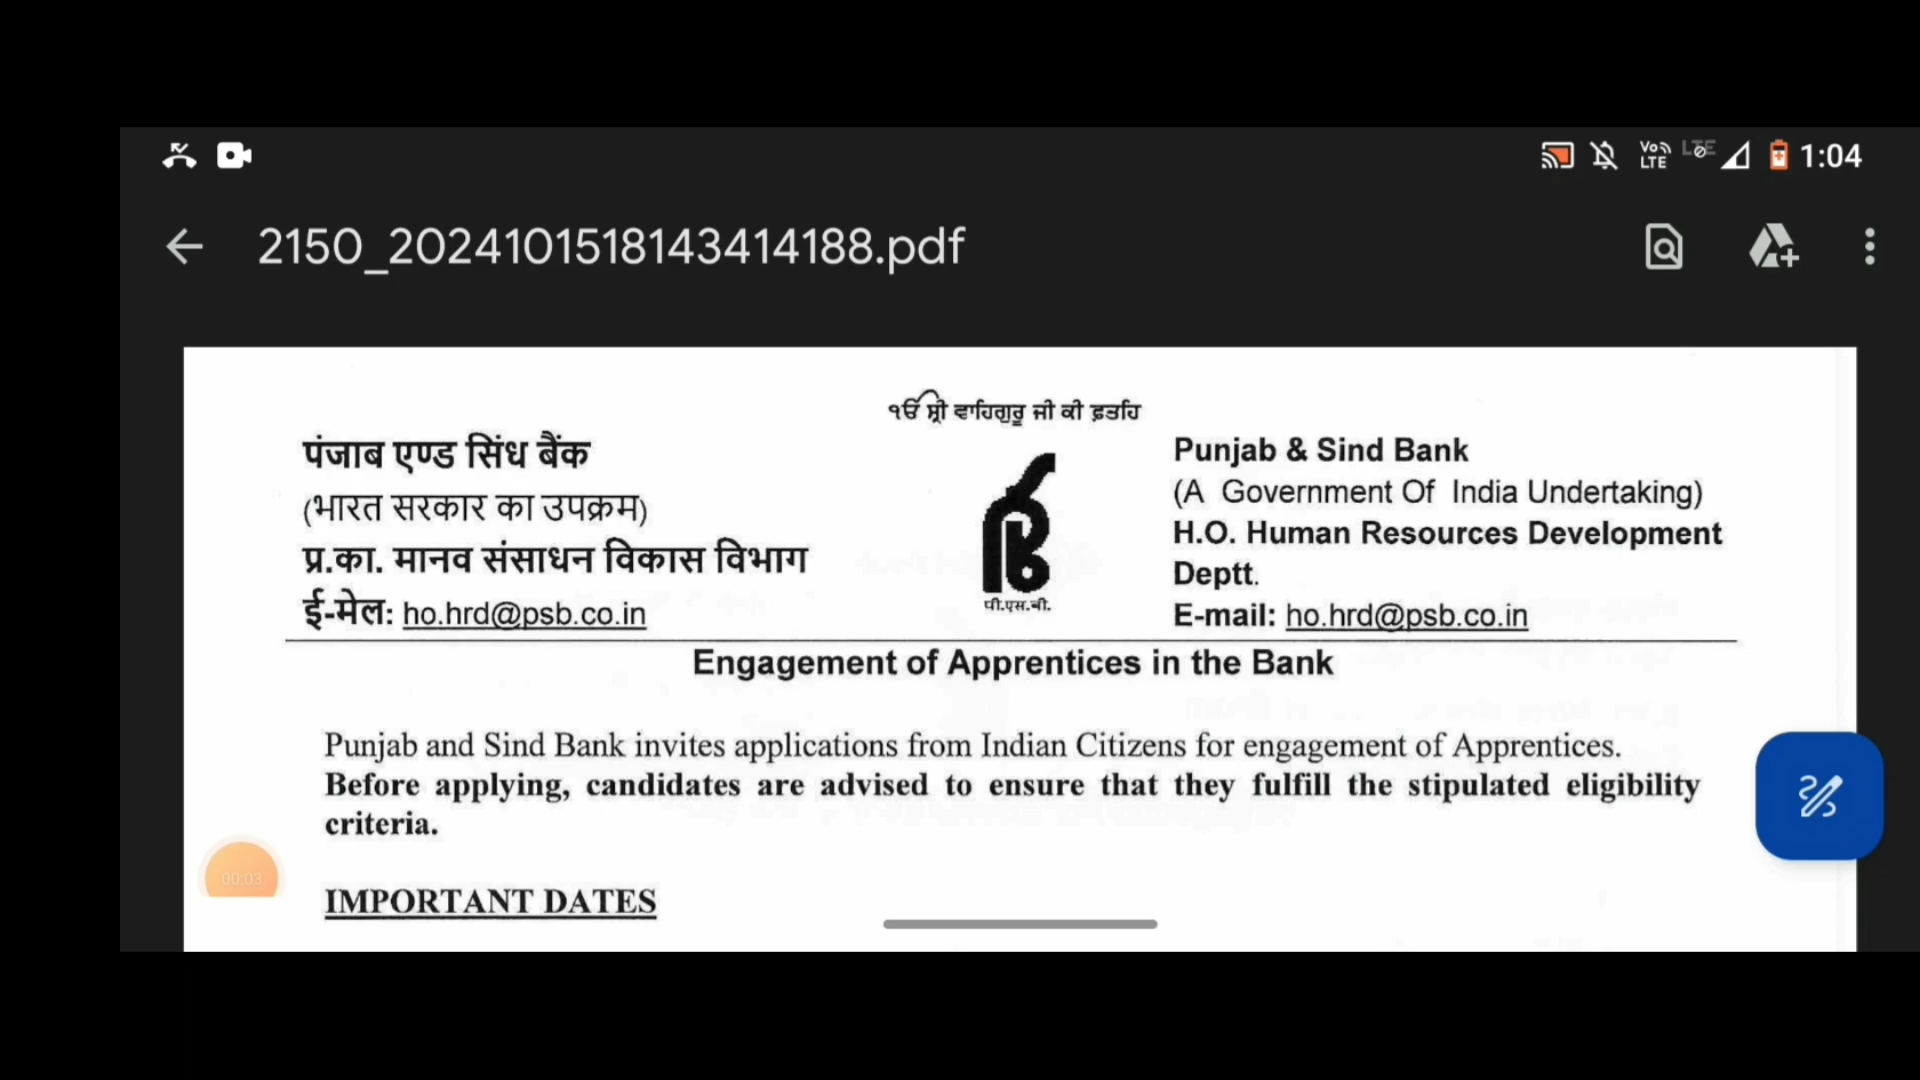 VoLTE LTE 1:04
2150_2024101518143414188.pdf
ੴ ਸ੍ਰੀ ਵਾਹਿਗੁਰੂ ਜੀ ਕੀ ਫ਼ਤਹਿ
पंजाब एण्ड सिंध बैंक
(भारत सरकार का उपक्रम)
प्र.का. मानव संसाधन विकास विभाग
ई-मेल: ho.hrd@psb.co.in
पी.एस.बी.
Punjab & Sind Bank
(A Government Of India Undertaking)
H.O. Human Resources Development
Deptt.
E-mail: ho.hrd@psb.co.in
Engagement of Apprentices in the Bank
Punjab and Sind Bank invites applications from Indian Citizens for engagement of Apprentices.
Before applying, candidates are advised to ensure that they fulfill the stipulated eligibility
criteria.
00:03
IMPORTANT DATES